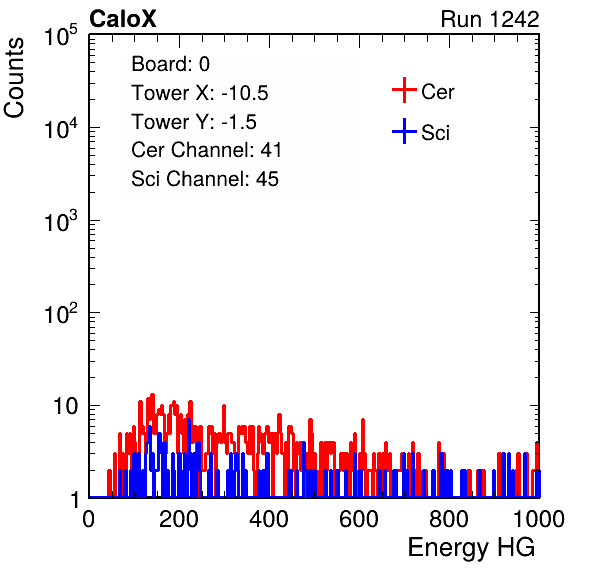 CaloX Run 1242
Board: 0
Tower X: -10.5
Tower Y: -1.5
Cer Channel: 41
Sci Channel: 45
Cer
Sci
Counts
10^5
10^4
10^3
10^2
10
1
0 200 400 600 800 1000
Energy HG